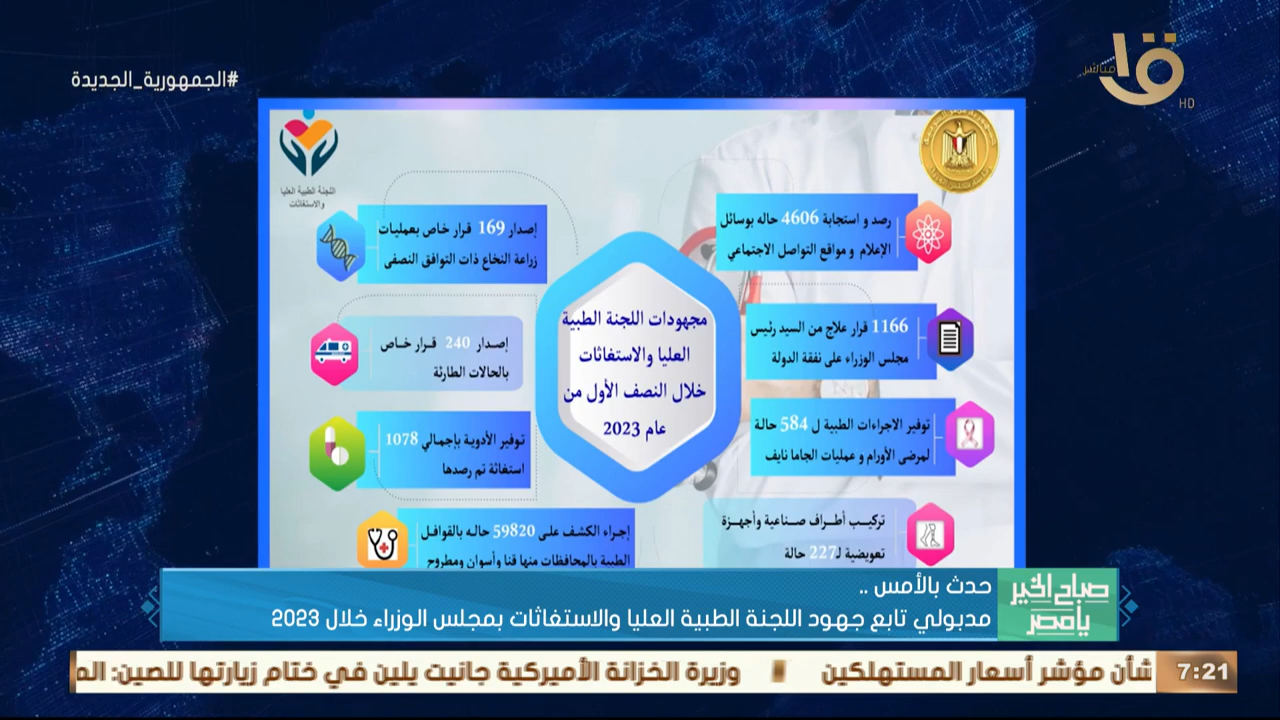 #الجمهورية_الجديدة
مباشر
HD
اللجنة الطبية العليا
والاستغاثات
رصد و استجابة 4606 حاله بوسائل
الإعلام و مواقع التواصل الاجتماعي
1166 قرار علاج من السيد رئيس
مجلس الوزراء على نفقة الدولة
توفير الاجراءات الطبية ل 584 حالة
لمرضى الأورام و عمليات الجاما نايف
تركيب أطراف صناعية وأجهزة
تعويضية لـ227 حالة
مجهودات اللجنة الطبية
العليا والاستغاثات
خلال النصف الأول من
عام 2023
إصدار 169 قرار خاص بعمليات
زراعة النخاع ذات التوافق النصفى
إصدار 240 قرار خاص
بالحالات الطارئة
توفير الأدوية بإجمالي 1078
استغاثة تم رصدها
إجراء الكشف على 59820 حاله بالقوافل
الطبية بالمحافظات منها قنا وأسوان ومطروح
صباح الخير
يا مصر
حدث بالأمس ..
مدبولي تابع جهود اللجنة الطبية العليا والاستغاثات بمجلس الوزراء خلال 2023
7:21
شأن مؤشر أسعار المستهلكين
وزيرة الخزانة الأميركية جانيت يلين في ختام زيارتها للصين: الم